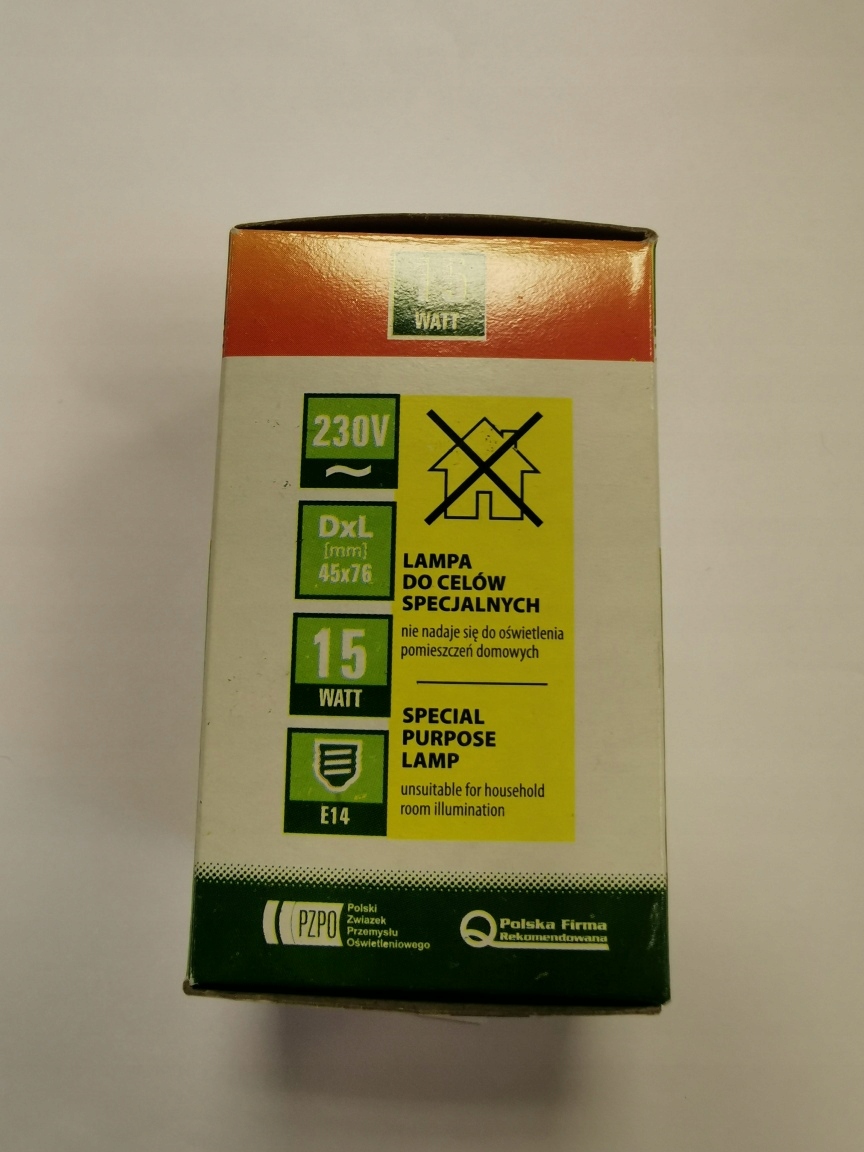 15
WATT
230V
~
DxL
[mm]
45x76
15
WATT
E14
LAMPA
DO CELÓW
SPECJALNYCH
nie nadaje się do oświetlenia
pomieszczeń domowych
SPECIAL
PURPOSE
LAMP
unsuitable for household
room illumination
PZPO
Polski
Związek
Przemysłu
Oświetleniowego
Polska Firma
Rekomendowana